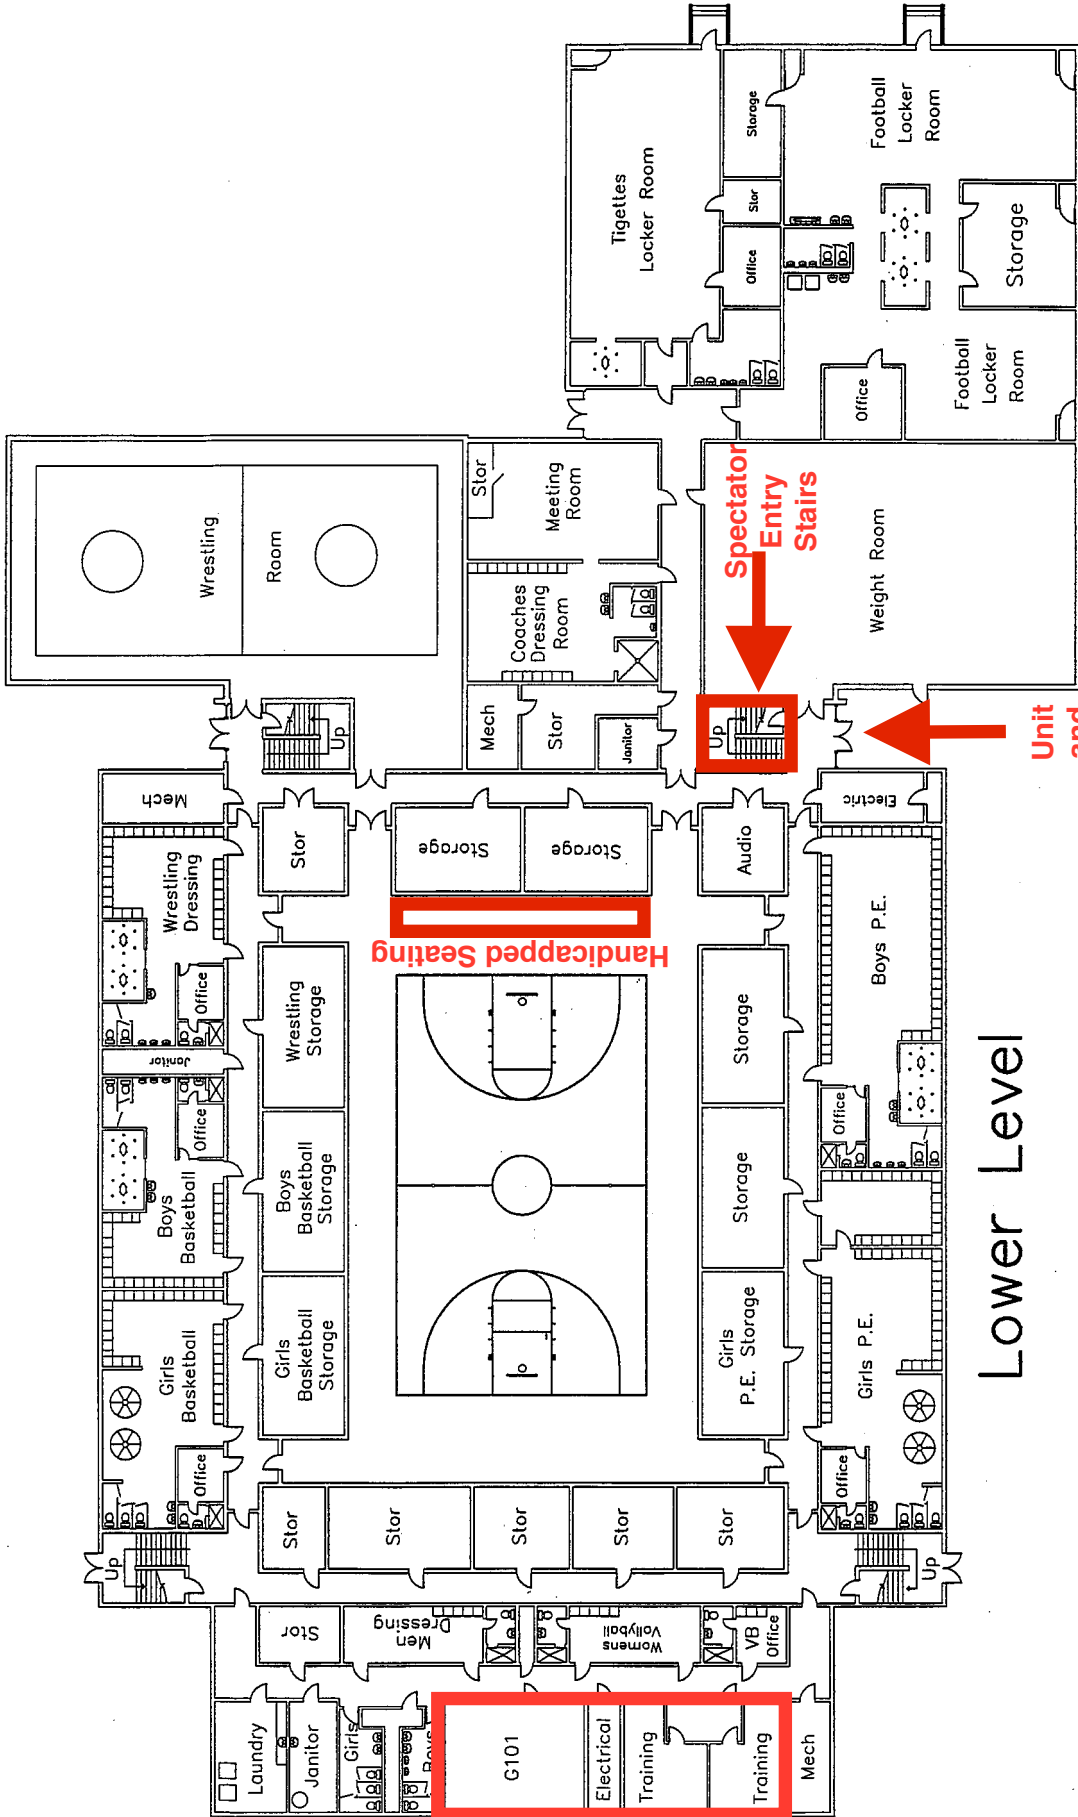 Tigettes
Locker Room
Storage
Stor
Office
Football
Locker
Room
Storage
Football
Locker
Room
Office
Wrestling
Room
Stor
Meeting
Room
Coaches
Dressing
Room
Spectator
Entry
Stairs
Weight Room
Up
Mech
Stor
Janitor
Up
Unit
and
Mech
Stor
Storage
Storage
Audio
Electric
Wrestling
Dressing
Office
Handicapped Seating
Boys P.E.
Office
Janitor
Wrestling
Storage
Storage
Boys
Basketball
Office
Boys
Basketball
Storage
Storage
Girls
Basketball
Office
Girls
Basketball
Storage
Girls
P.E. Storage
Girls P.E.
Office
Lower Level
Stor
Stor
Stor
Stor
Stor
Up
Up
Stor
Men
Dressing
Womens
Vollyball
VB
Office
Laundry
Janitor
Girls
Boys
G101
Electrical
Training
Training
Mech